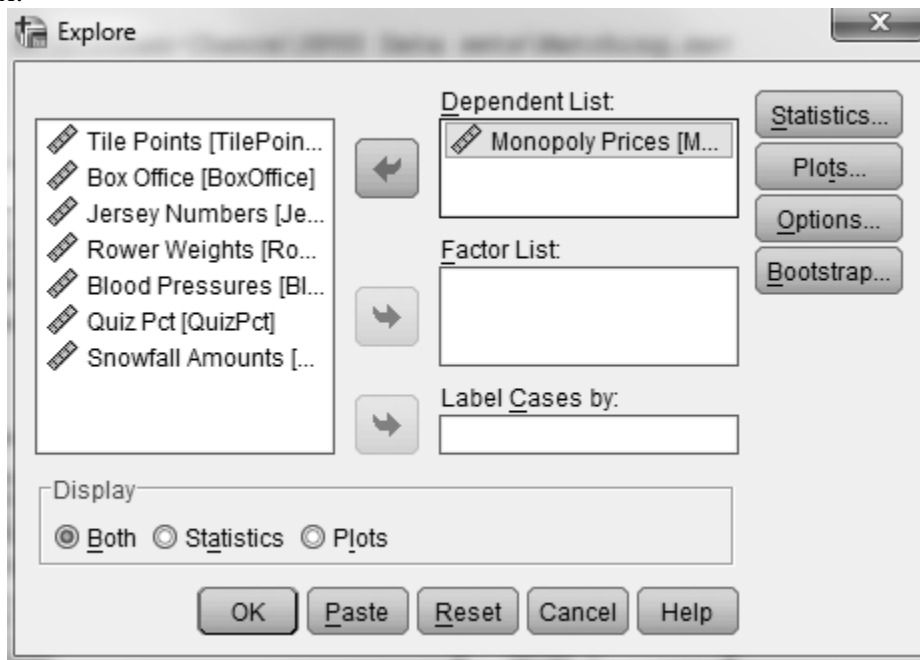 Explore
Dependent List:
Tile Points [TilePoin...
Box Office [BoxOffice]
Jersey Numbers [Je...
Rower Weights [Ro...
Blood Pressures [Bl...
Quiz Pct [QuizPct]
Snowfall Amounts [...
Monopoly Prices [M...
Factor List:
Label Cases by:
Statistics...
Plots...
Options...
Bootstrap...
Display
Both Statistics Plots
OK Paste Reset Cancel Help